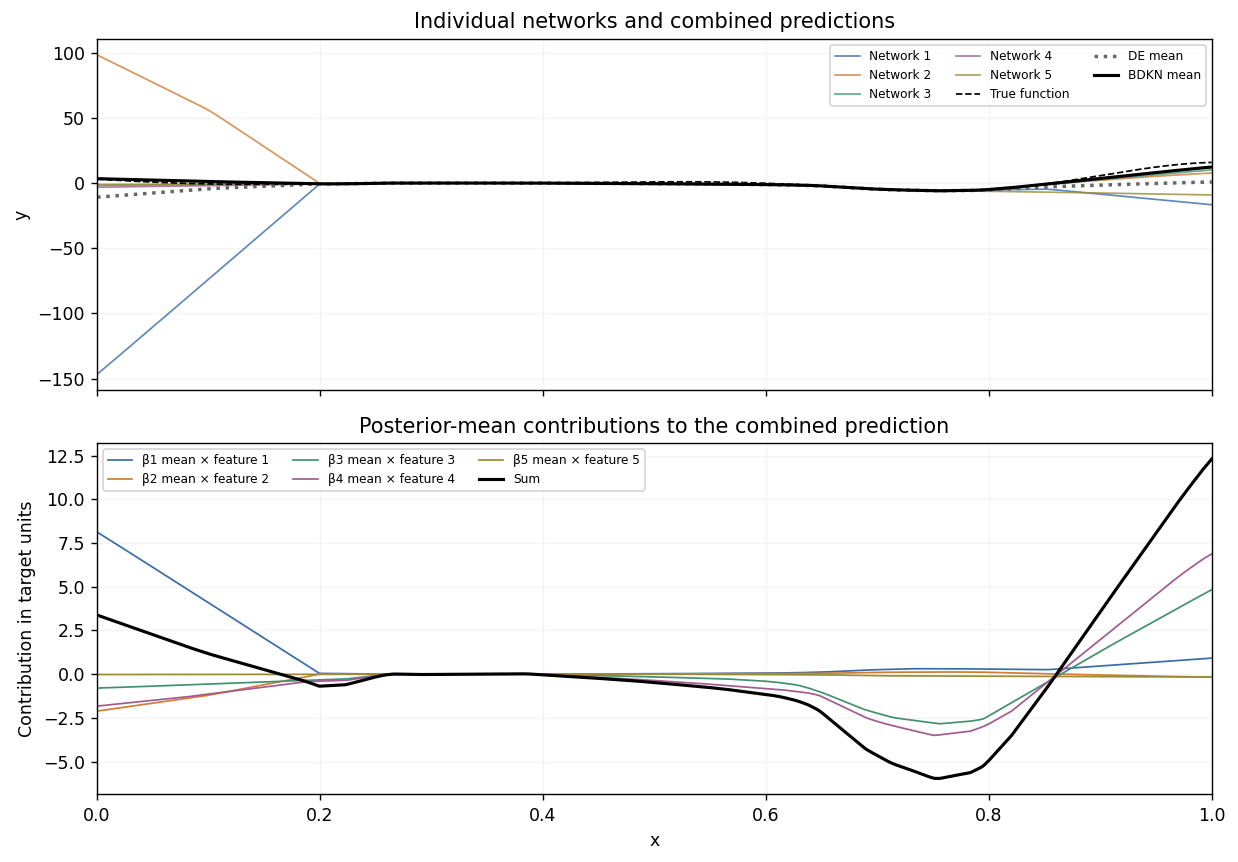 Individual networks and combined predictions
Network 1
Network 2
Network 3
Network 4
Network 5
True function
DE mean
BDKN mean
100
50
0
−50
−100
−150
y
Posterior-mean contributions to the combined prediction
β1 mean × feature 1
β2 mean × feature 2
β3 mean × feature 3
β4 mean × feature 4
β5 mean × feature 5
Sum
12.5
10.0
7.5
5.0
2.5
0.0
−2.5
−5.0
Contribution in target units
0.0
0.2
0.4
0.6
0.8
1.0
x